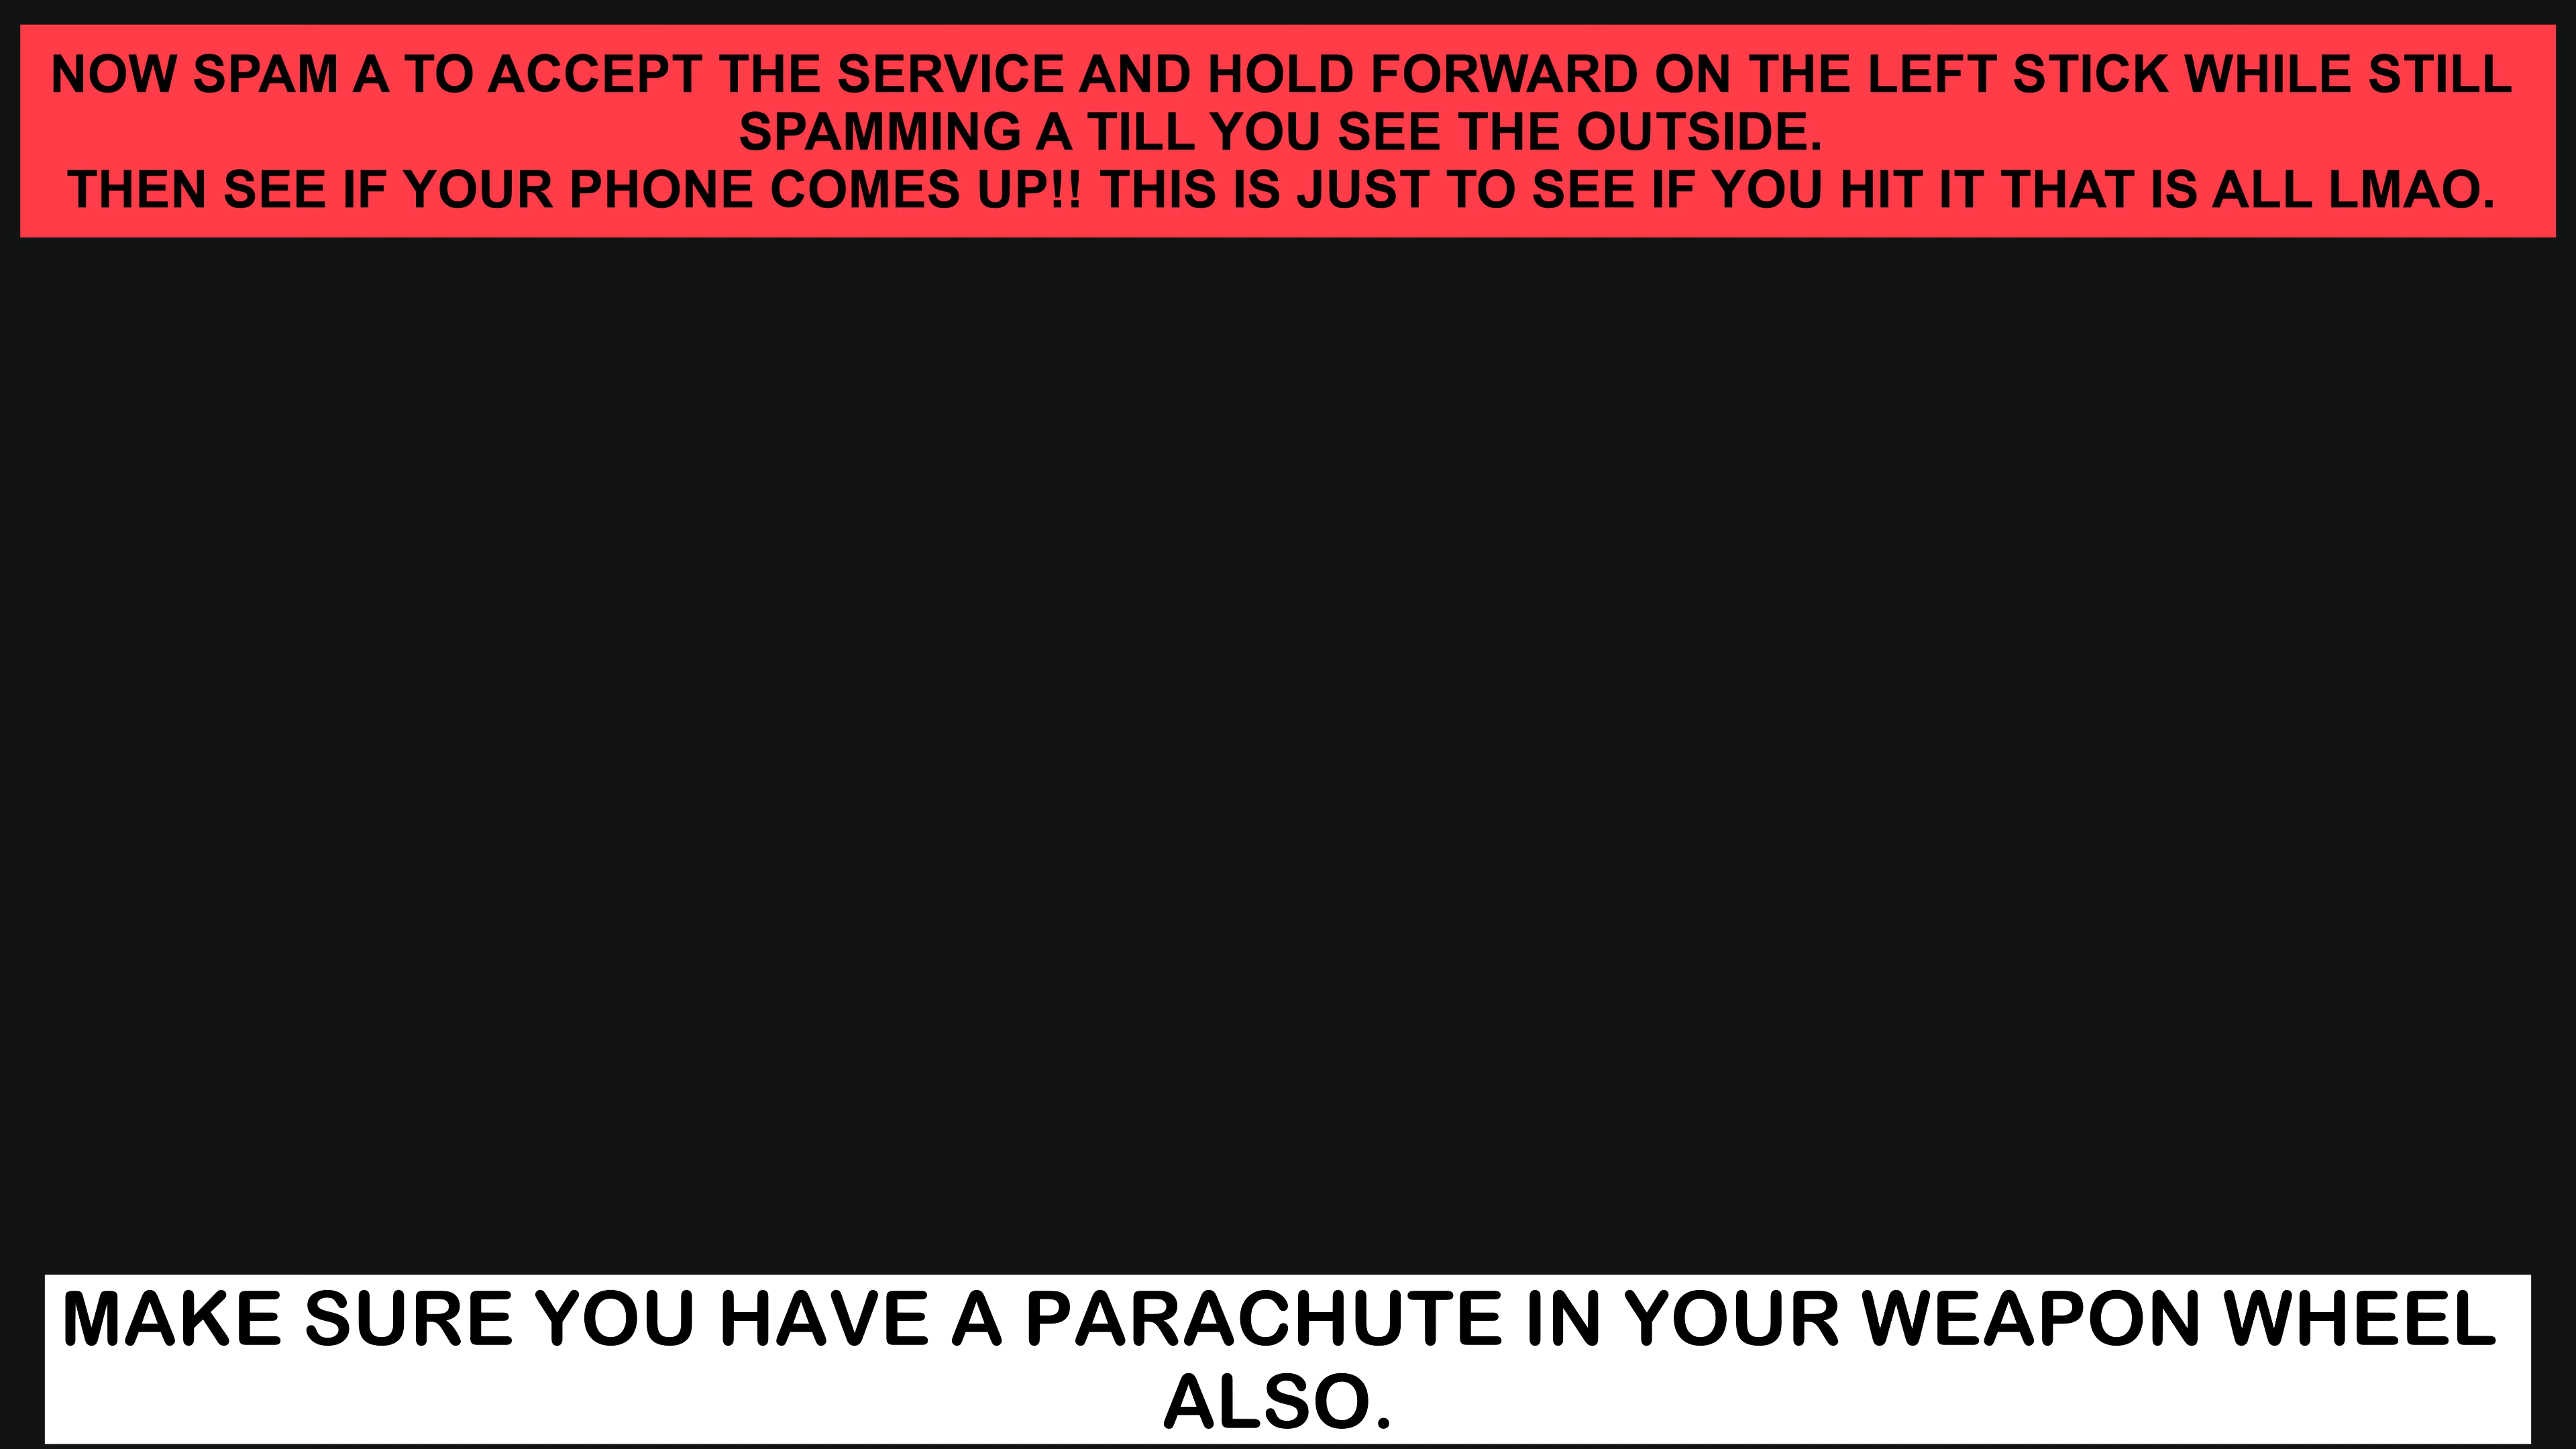 NOW SPAM A TO ACCEPT THE SERVICE AND HOLD FORWARD ON THE LEFT STICK WHILE STILL
SPAMMING A TILL YOU SEE THE OUTSIDE.
THEN SEE IF YOUR PHONE COMES UP!! THIS IS JUST TO SEE IF YOU HIT IT THAT IS ALL LMAO.
MAKE SURE YOU HAVE A PARACHUTE IN YOUR WEAPON WHEEL
ALSO.